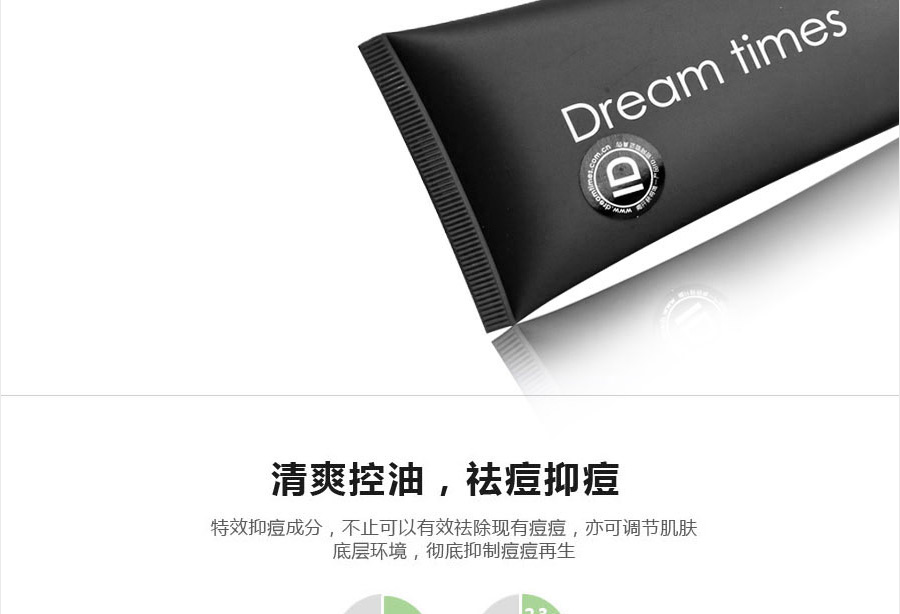 Dream times
ID
www.dreamtimes.com.cn
清爽控油，祛痘抑痘
特效抑痘成分，不止可以有效祛除现有痘痘，亦可调节肌肤
底层环境，彻底抑制痘痘再生